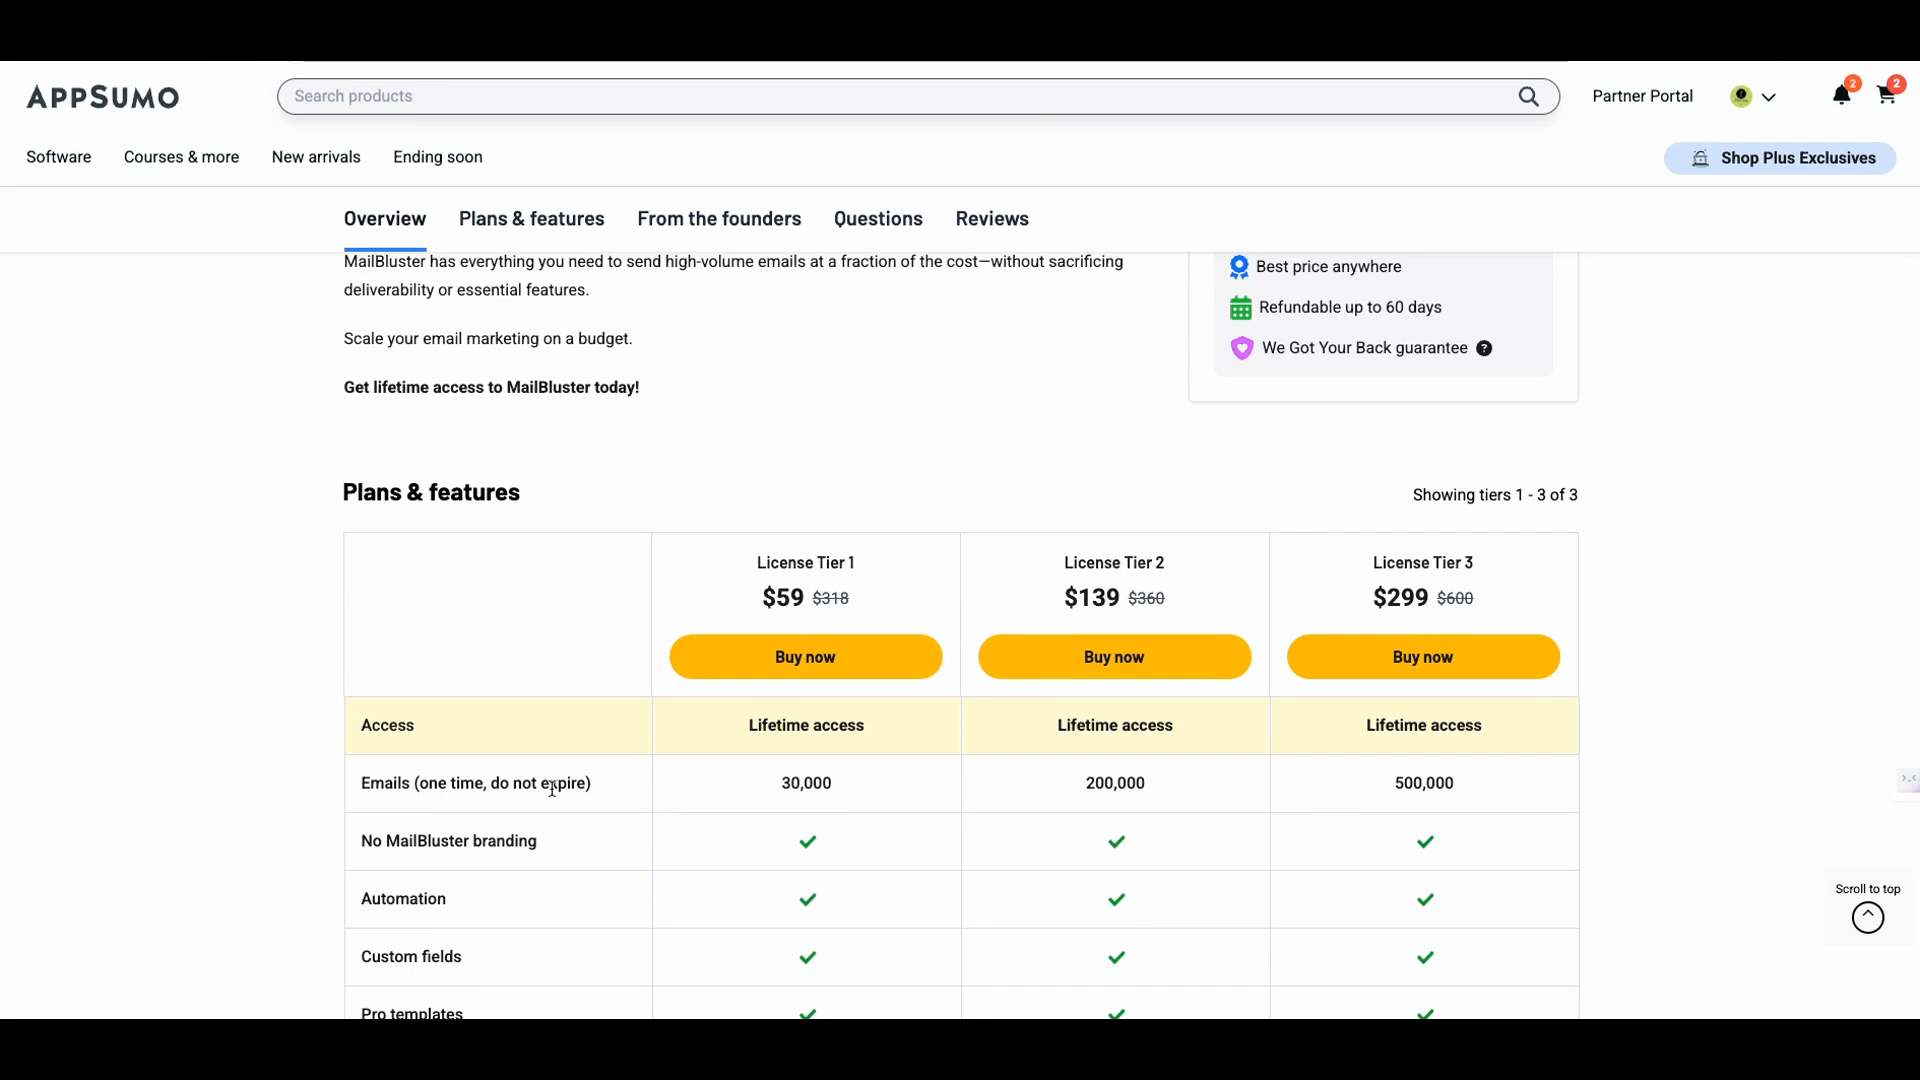 APPSUMO
Search products
Partner Portal
2
2
Software
Courses & more
New arrivals
Ending soon
Shop Plus Exclusives
Overview
Plans & features
From the founders
Questions
Reviews
MailBluster has everything you need to send high-volume emails at a fraction of the cost—without sacrificing
deliverability or essential features.
Scale your email marketing on a budget.
Get lifetime access to MailBluster today!
Best price anywhere
Refundable up to 60 days
We Got Your Back guarantee ?
Plans & features
Showing tiers 1 - 3 of 3
License Tier 1
$59 $318
Buy now
License Tier 2
$139 $360
Buy now
License Tier 3
$299 $600
Buy now
Access Lifetime access Lifetime access Lifetime access
Emails (one time, do not expire) 30,000 200,000 500,000
No MailBluster branding
Automation
Custom fields
Pro templates
Scroll to top